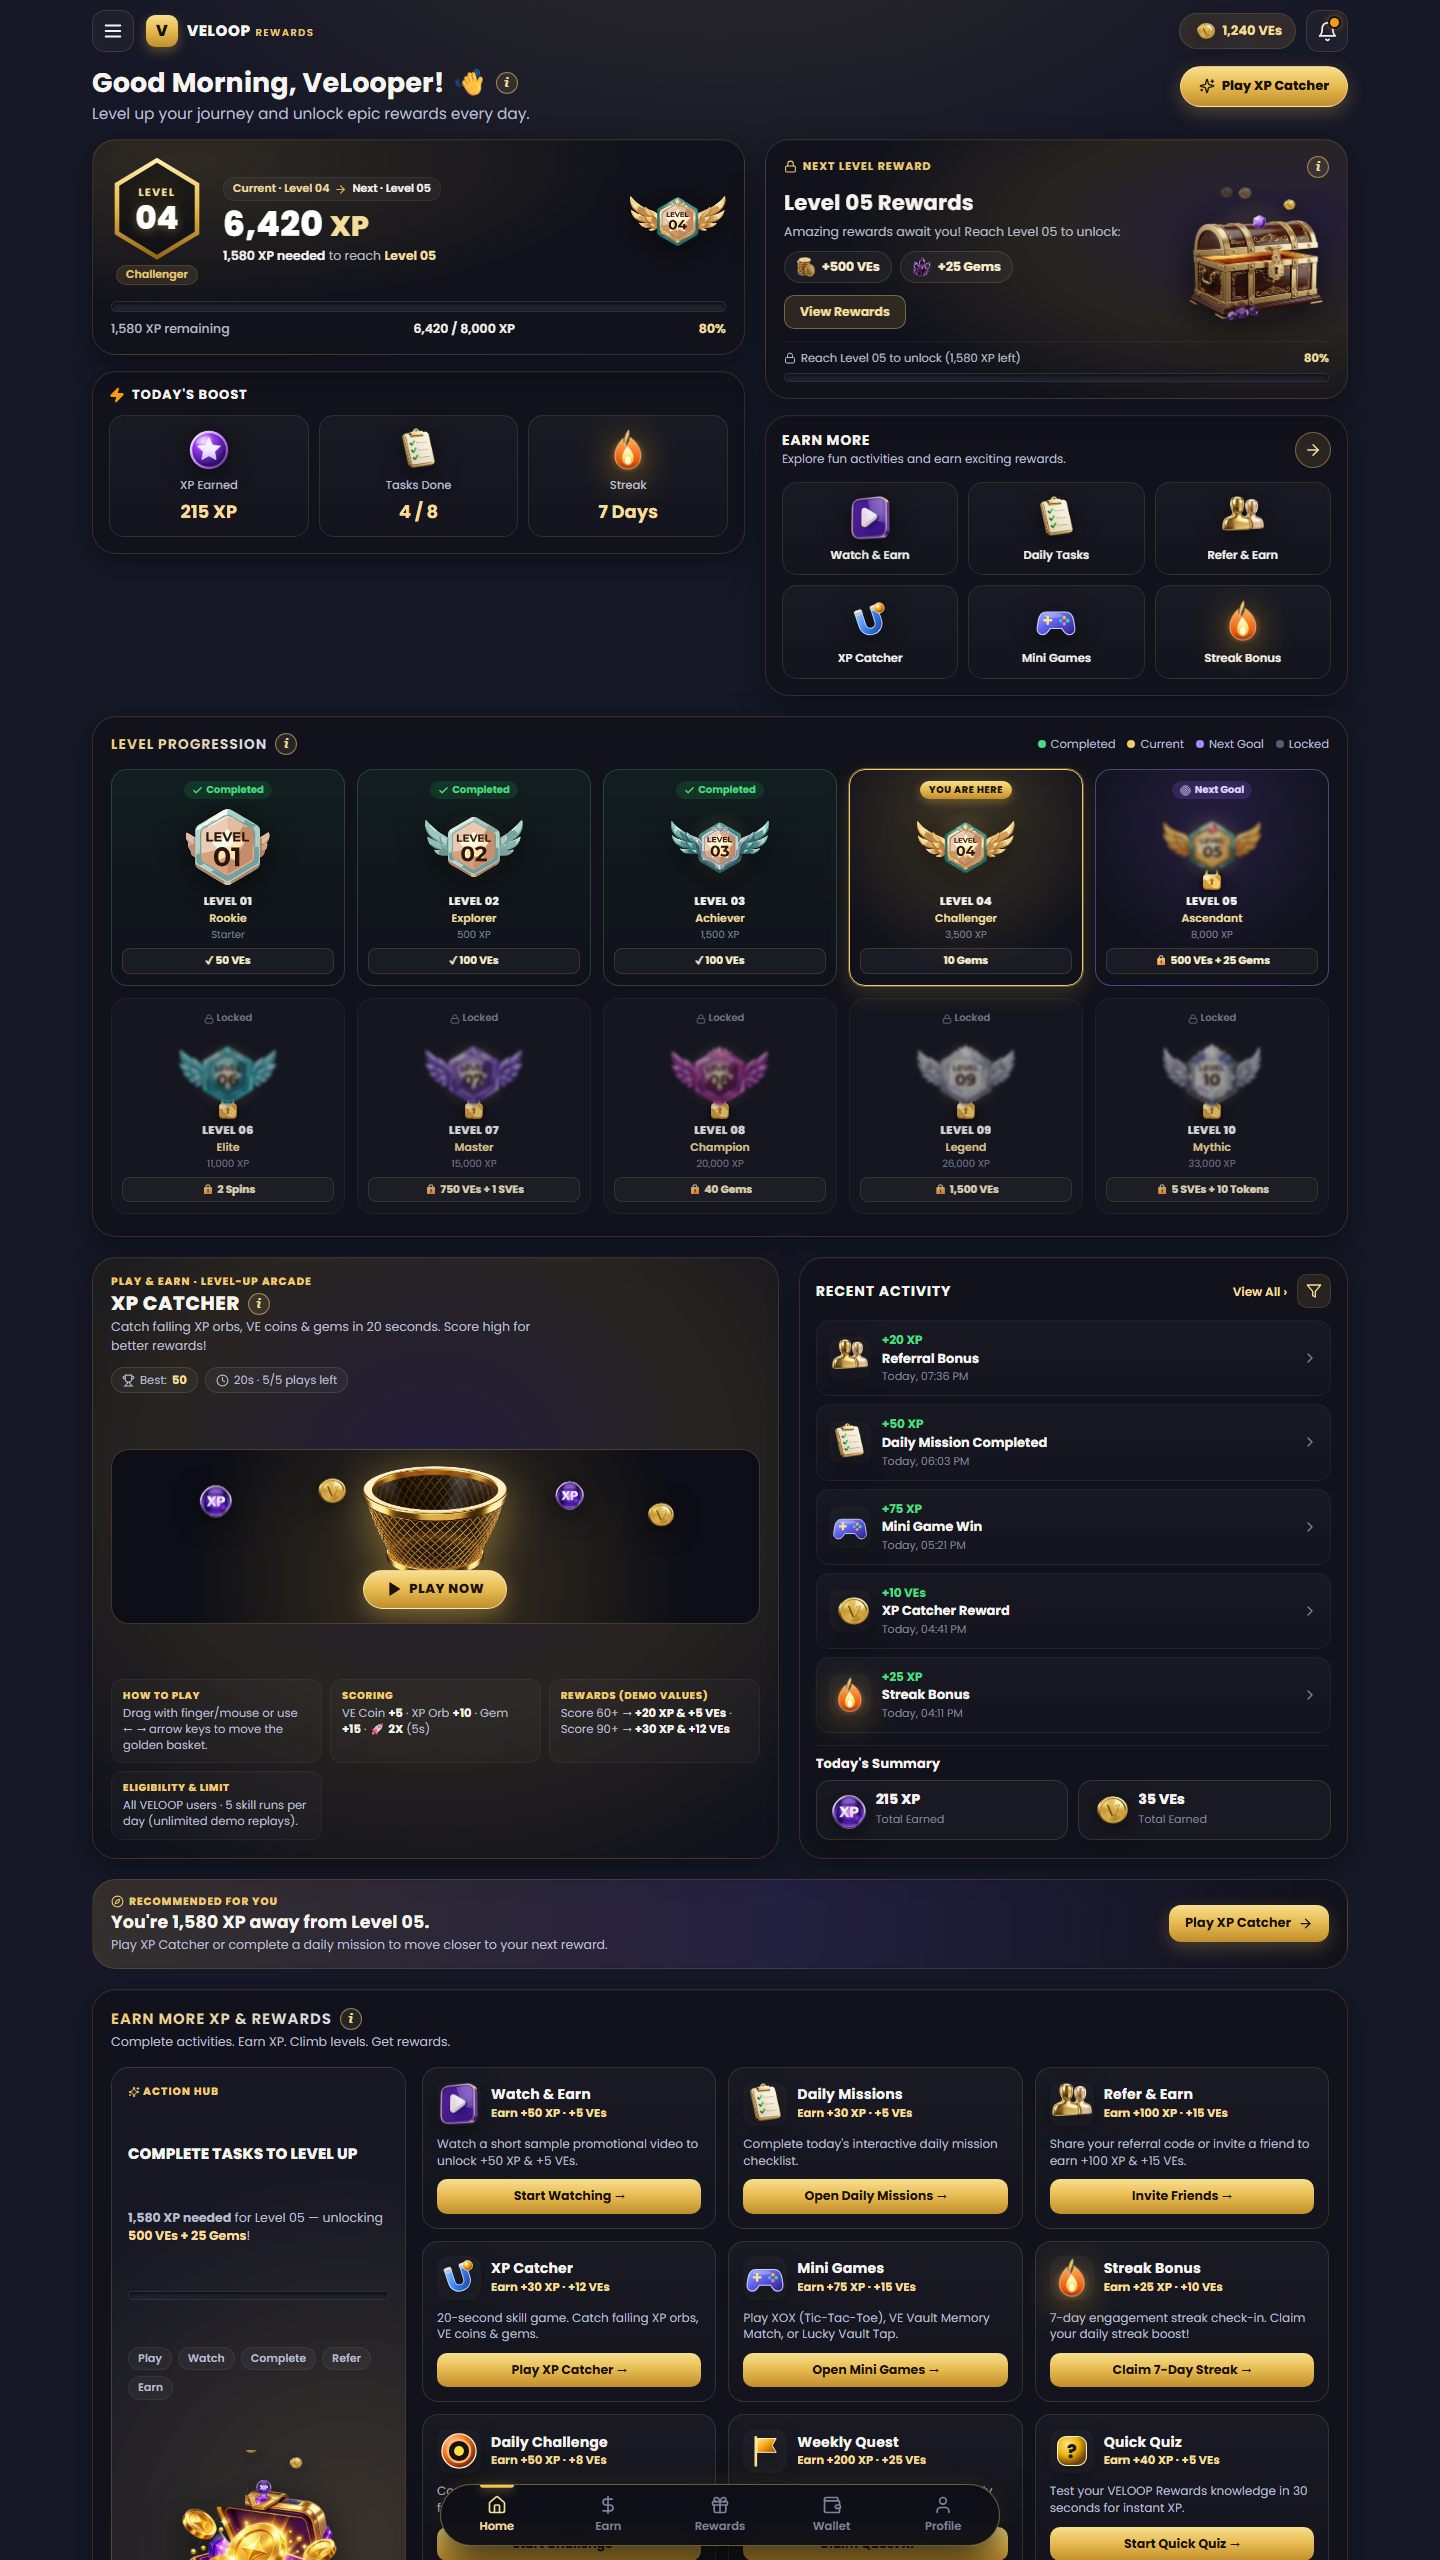 V VELOOP REWARDS
1,240 VEs
Good Morning, VeLooper! 👋 i
Level up your journey and unlock epic rewards every day.
Play XP Catcher
LEVEL
04
Challenger
Current · Level 04 → Next · Level 05
6,420 XP
1,580 XP needed to reach Level 05
LEVEL
04
1,580 XP remaining
6,420 / 8,000 XP
80%
NEXT LEVEL REWARD
i
Level 05 Rewards
Amazing rewards await you! Reach Level 05 to unlock:
+500 VEs
+25 Gems
View Rewards
Reach Level 05 to unlock (1,580 XP left)
80%
TODAY'S BOOST
XP Earned
215 XP
Tasks Done
4 / 8
Streak
7 Days
EARN MORE
Explore fun activities and earn exciting rewards.
Watch & Earn
Daily Tasks
Refer & Earn
XP Catcher
Mini Games
Streak Bonus
LEVEL PROGRESSION i
Completed
Current
Next Goal
Locked
✓ Completed
LEVEL
01
LEVEL 01
Rookie
Starter
✓ 50 VEs
✓ Completed
LEVEL
02
LEVEL 02
Explorer
500 XP
✓ 100 VEs
✓ Completed
LEVEL
03
LEVEL 03
Achiever
1,500 XP
✓ 100 VEs
YOU ARE HERE
LEVEL
04
LEVEL 04
Challenger
3,500 XP
10 Gems
Next Goal
05
LEVEL 05
Ascendant
8,000 XP
500 VEs + 25 Gems
Locked
06
LEVEL 06
Elite
11,000 XP
2 Spins
Locked
07
LEVEL 07
Master
15,000 XP
750 VEs + 1 SVEs
Locked
08
LEVEL 08
Champion
20,000 XP
40 Gems
Locked
09
LEVEL 09
Legend
26,000 XP
1,500 VEs
Locked
10
LEVEL 10
Mythic
33,000 XP
5 SVEs + 10 Tokens
PLAY & EARN · LEVEL-UP ARCADE
XP CATCHER i
Catch falling XP orbs, VE coins & gems in 20 seconds. Score high for
better rewards!
Best: 50
20s · 5/5 plays left
XP
V
XP
V
PLAY NOW
HOW TO PLAY
Drag with finger/mouse or use
← → arrow keys to move the
golden basket.
SCORING
VE Coin +5 · XP Orb +10 · Gem
+15 · 🚀 2X (5s)
REWARDS (DEMO VALUES)
Score 60+ → +20 XP & +5 VEs ·
Score 90+ → +30 XP & +12 VEs
ELIGIBILITY & LIMIT
All VELOOP users · 5 skill runs per
day (unlimited demo replays).
RECENT ACTIVITY
View All ›
+20 XP
Referral Bonus
Today, 07:36 PM
+50 XP
Daily Mission Completed
Today, 06:03 PM
+75 XP
Mini Game Win
Today, 05:21 PM
V
+10 VEs
XP Catcher Reward
Today, 04:41 PM
+25 XP
Streak Bonus
Today, 04:11 PM
Today's Summary
XP
215 XP
Total Earned
V
35 VEs
Total Earned
RECOMMENDED FOR YOU
You're 1,580 XP away from Level 05.
Play XP Catcher or complete a daily mission to move closer to your next reward.
Play XP Catcher →
EARN MORE XP & REWARDS i
Complete activities. Earn XP. Climb levels. Get rewards.
ACTION HUB
COMPLETE TASKS TO LEVEL UP
1,580 XP needed for Level 05 — unlocking
500 VEs + 25 Gems!
Play
Watch
Complete
Refer
Earn
XP
Watch & Earn
Earn +50 XP · +5 VEs
Watch a short sample promotional video to
unlock +50 XP & +5 VEs.
Start Watching →
Daily Missions
Earn +30 XP · +5 VEs
Complete today's interactive daily mission
checklist.
Open Daily Missions →
Refer & Earn
Earn +100 XP · +15 VEs
Share your referral code or invite a friend to
earn +100 XP & +15 VEs.
Invite Friends →
XP Catcher
Earn +30 XP · +12 VEs
20-second skill game. Catch falling XP orbs,
VE coins & gems.
Play XP Catcher →
Mini Games
Earn +75 XP · +15 VEs
Play XOX (Tic-Tac-Toe), VE Vault Memory
Match, or Lucky Vault Tap.
Open Mini Games →
Streak Bonus
Earn +25 XP · +10 VEs
7-day engagement streak check-in. Claim
your daily streak boost!
Claim 7-Day Streak →
Daily Challenge
Earn +50 XP · +8 VEs
Weekly Quest
Earn +200 XP · +25 VEs
?
Quick Quiz
Earn +40 XP · +5 VEs
Test your VELOOP Rewards knowledge in 30
seconds for instant XP.
Start Quick Quiz →
Home
Earn
Rewards
Wallet
Profile